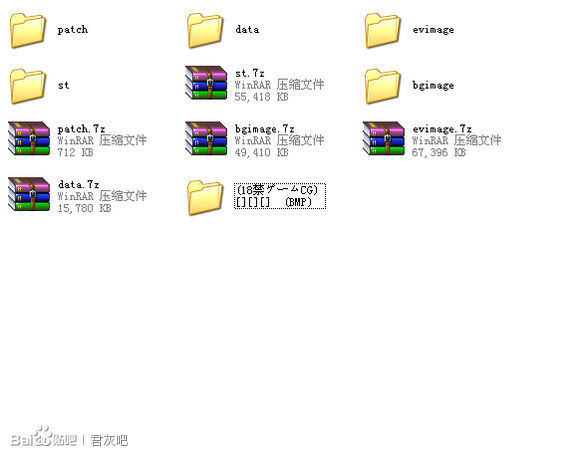 patch
data
evimage
st
st.7z
WinRAR 压缩文件
55,418 KB
bgimage
patch.7z
WinRAR 压缩文件
712 KB
bgimage.7z
WinRAR 压缩文件
49,410 KB
evimage.7z
WinRAR 压缩文件
67,396 KB
data.7z
WinRAR 压缩文件
15,780 KB
(18禁ゲームCG)
[][][] (BMP)
Bai贴吧 | 君灰吧